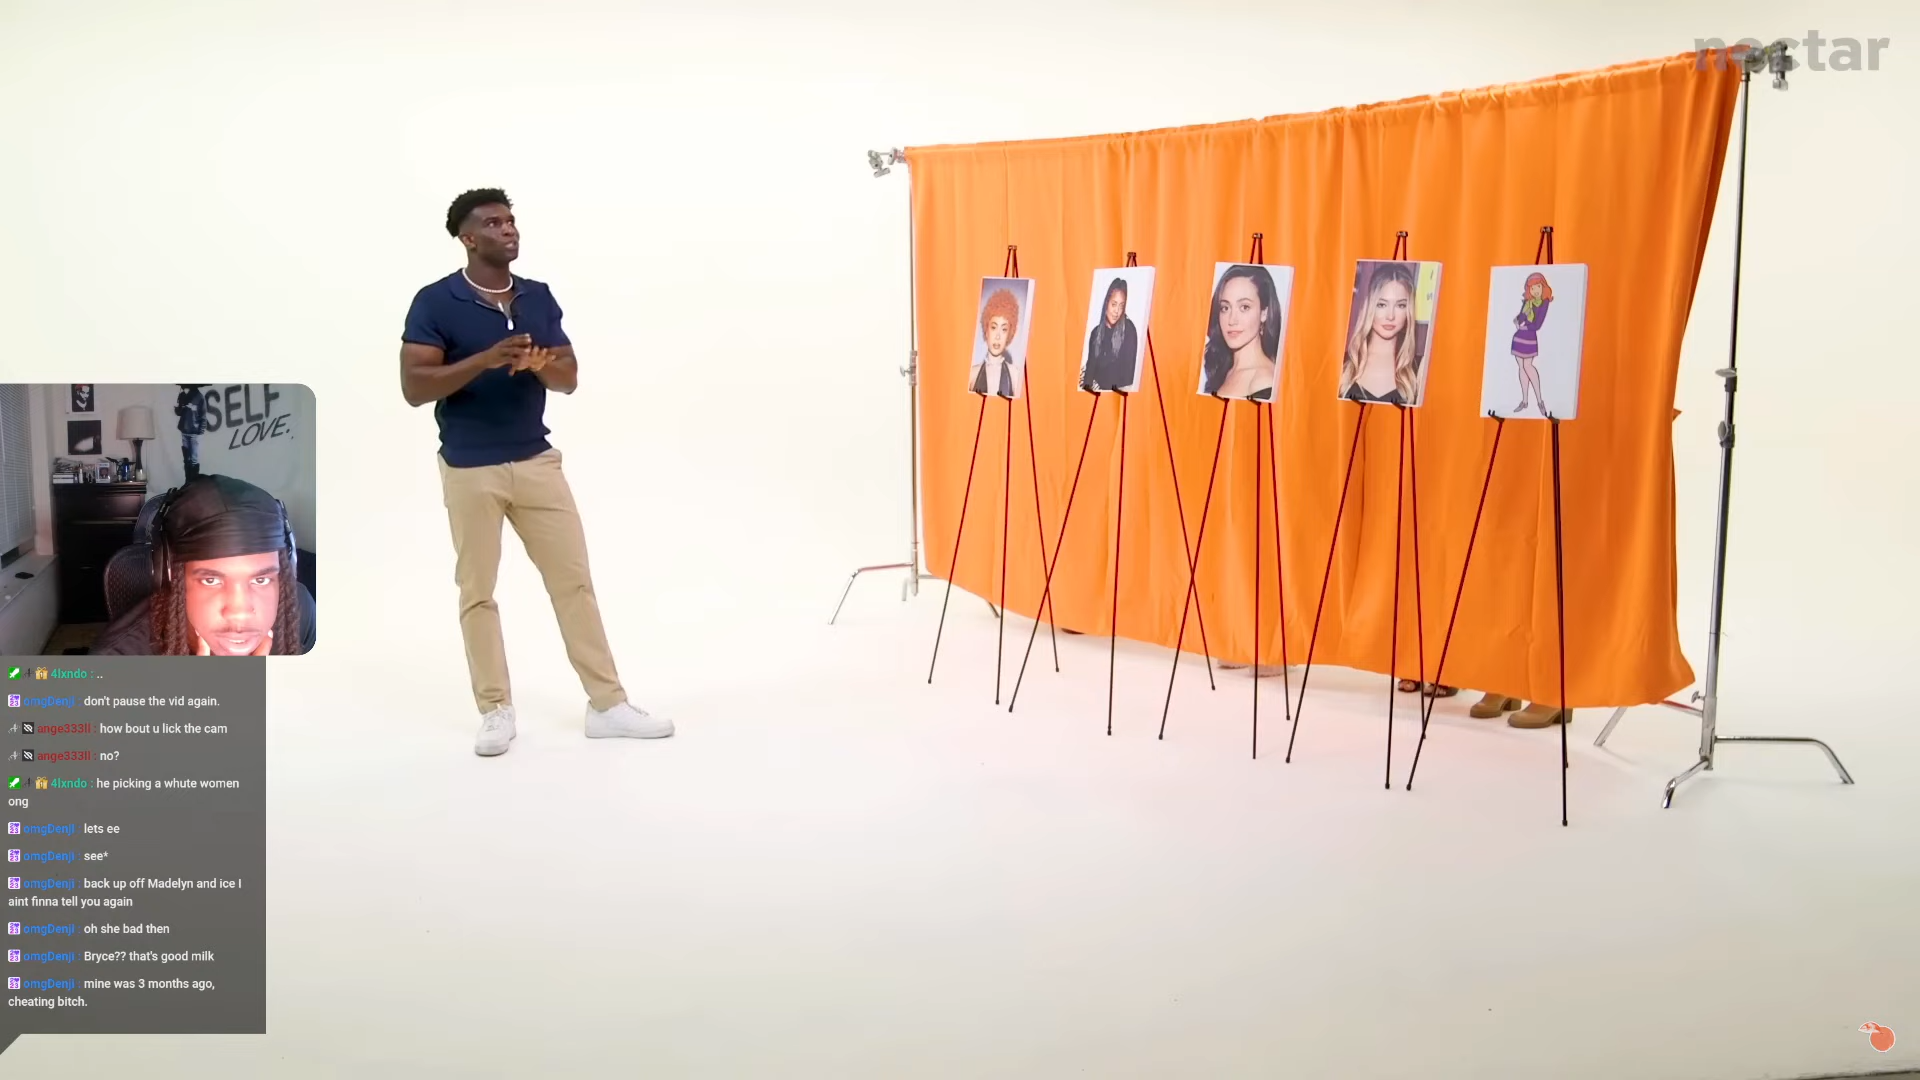 nectar
SELF
LOVE.
4lxndo : ..
omgDenji : don't pause the vid again.
ange333ll : how bout u lick the cam
ange333ll : no?
4lxndo : he picking a whute women
ong
omgDenji : lets ee
omgDenji : see*
omgDenji : back up off Madelyn and ice I
aint finna tell you again
omgDenji : oh she bad then
omgDenji : Bryce?? that's good milk
omgDenji : mine was 3 months ago,
cheating bitch.